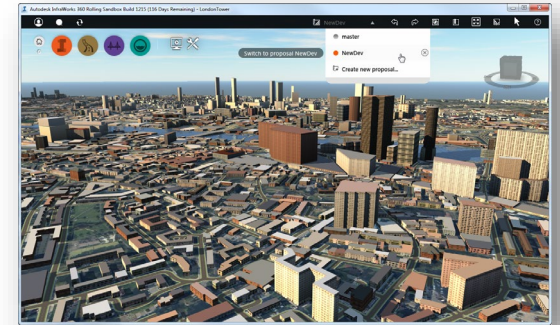 Autodesk InfraWorks 360 Rolling Sandbox Build 1215 (116 Days Remaining) - LondonTower
NewDev
master
NewDev
Create new proposal...
Switch to proposal NewDev